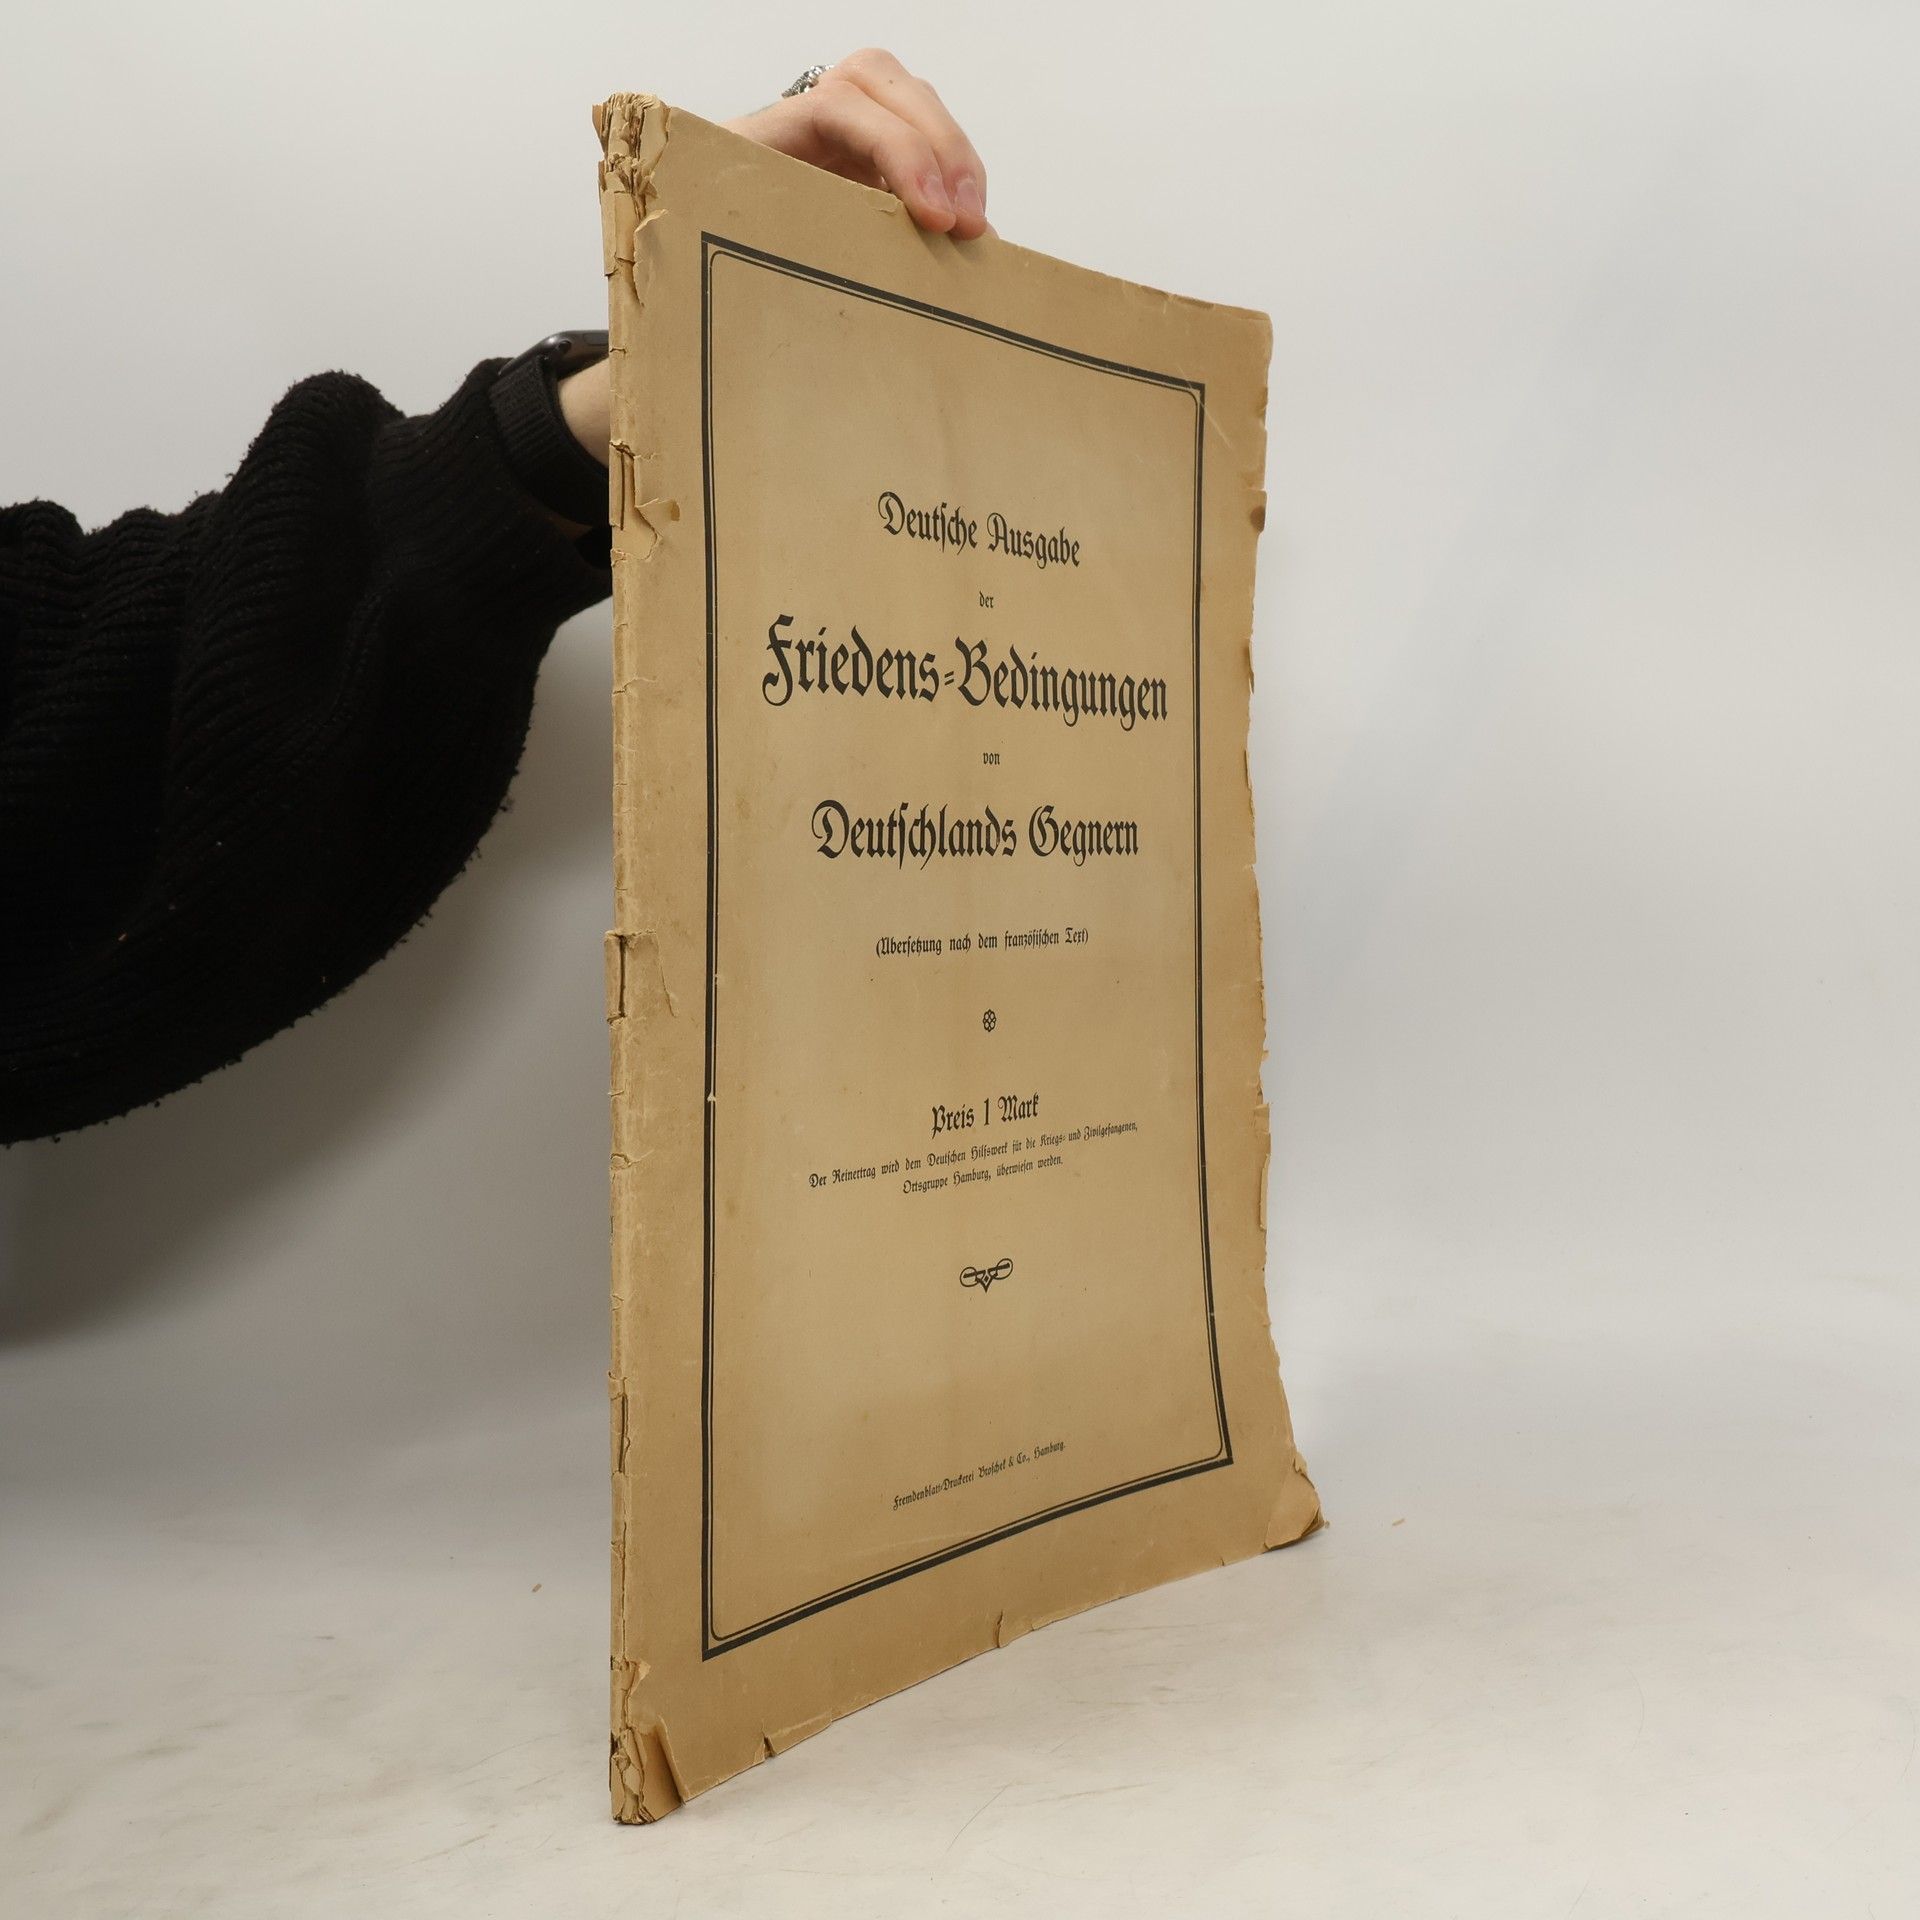 Deutsche Ausgabe
der
Friedens-Bedingungen
von
Deutschlands Gegnern
(Übersetzung nach dem französischen Text)
Preis 1 Mark
Der Reinertrag wird dem Deutschen Hilfswerk für die Kriegs- und Zivilgefangenen,
Ortsgruppe Hamburg, überwiesen werden.
Fremdenblatt-Druckerei Broschek & Co., Hamburg.